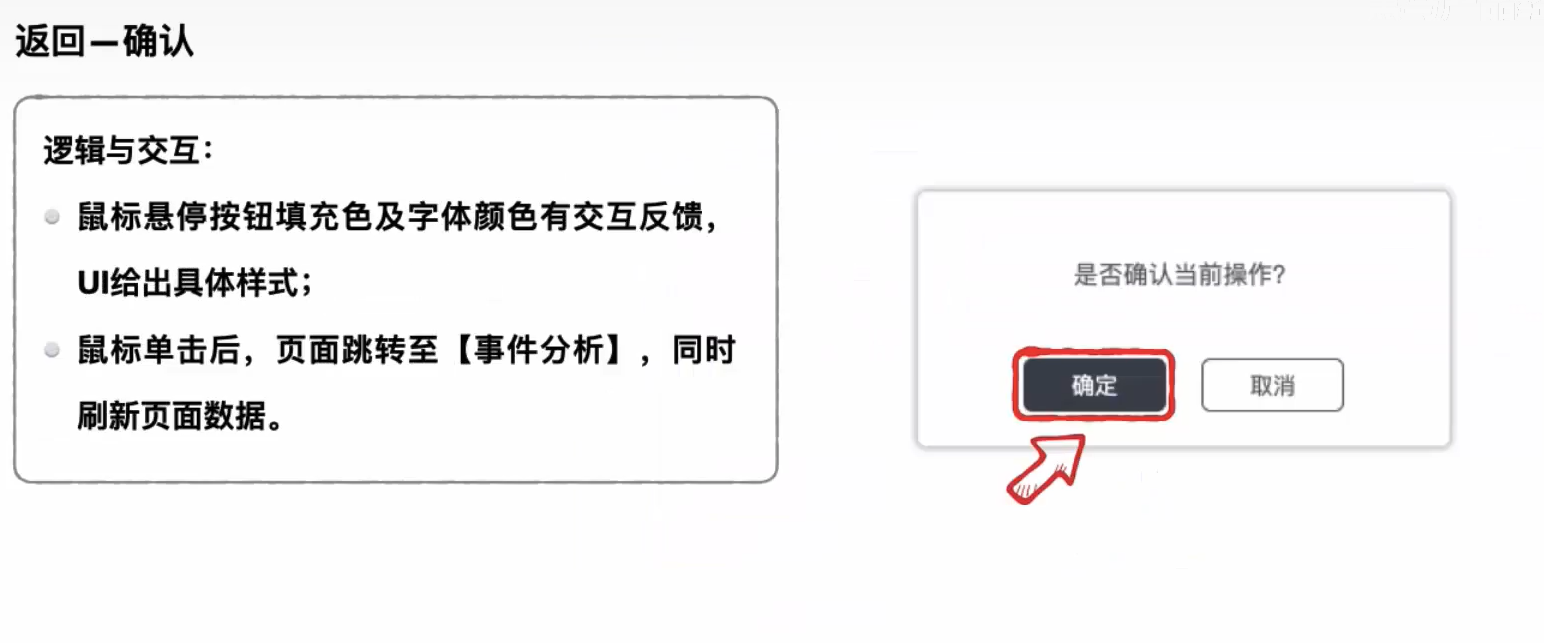 返回—确认
逻辑与交互：
鼠标悬停按钮填充色及字体颜色有交互反馈，
UI给出具体样式；
鼠标单击后，页面跳转至【事件分析】，同时
刷新页面数据。
是否确认当前操作？
确定
取消